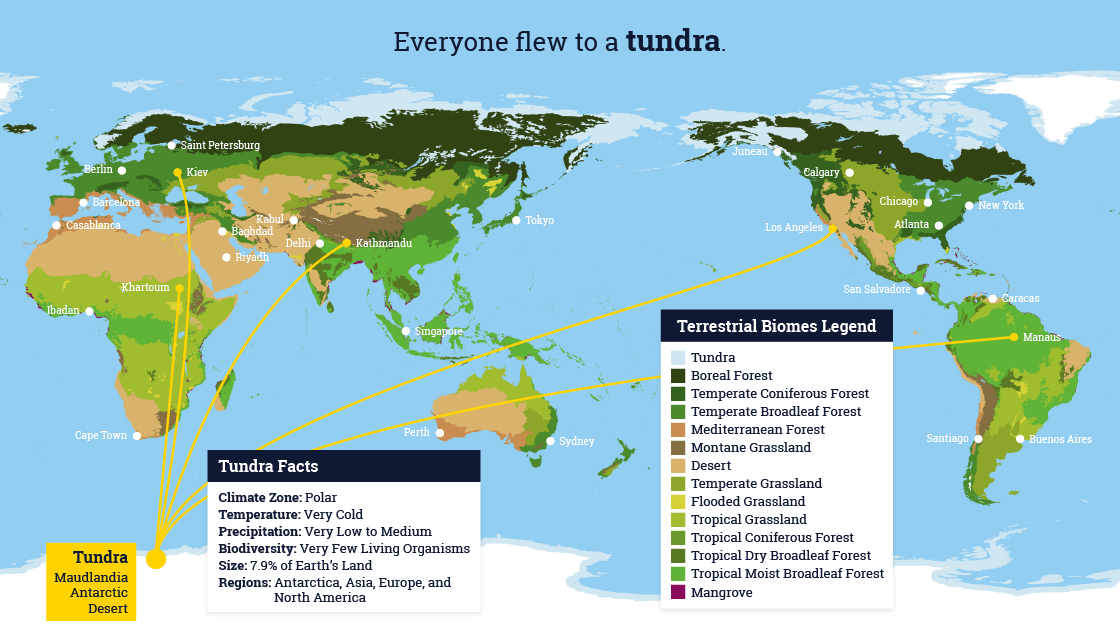 Everyone flew to a tundra.
Saint Petersburg
Juneau
Berlin
Kiev
Calgary
Barcelona
Chicago
New York
Casablanca
Kabul
Tokyo
Baghdad
Atlanta
Los Angeles
Delhi
Kathmandu
Riyadh
Khartoum
San Salvadore
Caracas
Ibadan
Singapore
Manaus
Cape Town
Perth
Sydney
Santiago
Buenos Aires
Terrestrial Biomes Legend
Tundra
Boreal Forest
Temperate Coniferous Forest
Temperate Broadleaf Forest
Mediterranean Forest
Montane Grassland
Desert
Temperate Grassland
Flooded Grassland
Tropical Grassland
Tropical Coniferous Forest
Tropical Dry Broadleaf Forest
Tropical Moist Broadleaf Forest
Mangrove
Tundra Facts
Climate Zone: Polar
Temperature: Very Cold
Precipitation: Very Low to Medium
Biodiversity: Very Few Living Organisms
Size: 7.9% of Earth's Land
Regions: Antarctica, Asia, Europe, and
North America
Tundra
Maudlandia
Antarctic
Desert